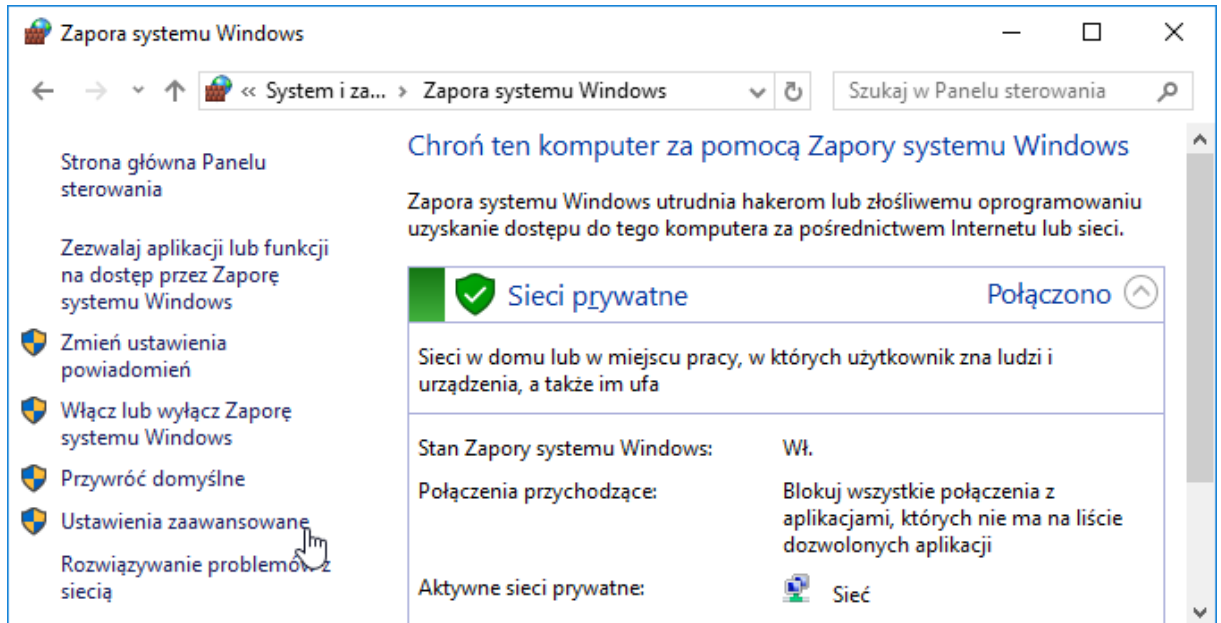 Zapora systemu Windows
« System i za... > Zapora systemu Windows
Szukaj w Panelu sterowania
Strona główna Panelu
sterowania
Zezwalaj aplikacji lub funkcji
na dostęp przez Zaporę
systemu Windows
Zmień ustawienia
powiadomień
Włącz lub wyłącz Zaporę
systemu Windows
Przywróć domyślne
Ustawienia zaawansowane
Rozwiązywanie problemów z
siecią
Chroń ten komputer za pomocą Zapory systemu Windows
Zapora systemu Windows utrudnia hakerom lub złośliwemu oprogramowaniu
uzyskanie dostępu do tego komputera za pośrednictwem Internetu lub sieci.
Sieci prywatne Połączono
Sieci w domu lub w miejscu pracy, w których użytkownik zna ludzi i
urządzenia, a także im ufa
Stan Zapory systemu Windows: Wł.
Połączenia przychodzące: Blokuj wszystkie połączenia z
aplikacjami, których nie ma na liście
dozwolonych aplikacji
Aktywne sieci prywatne: Sieć